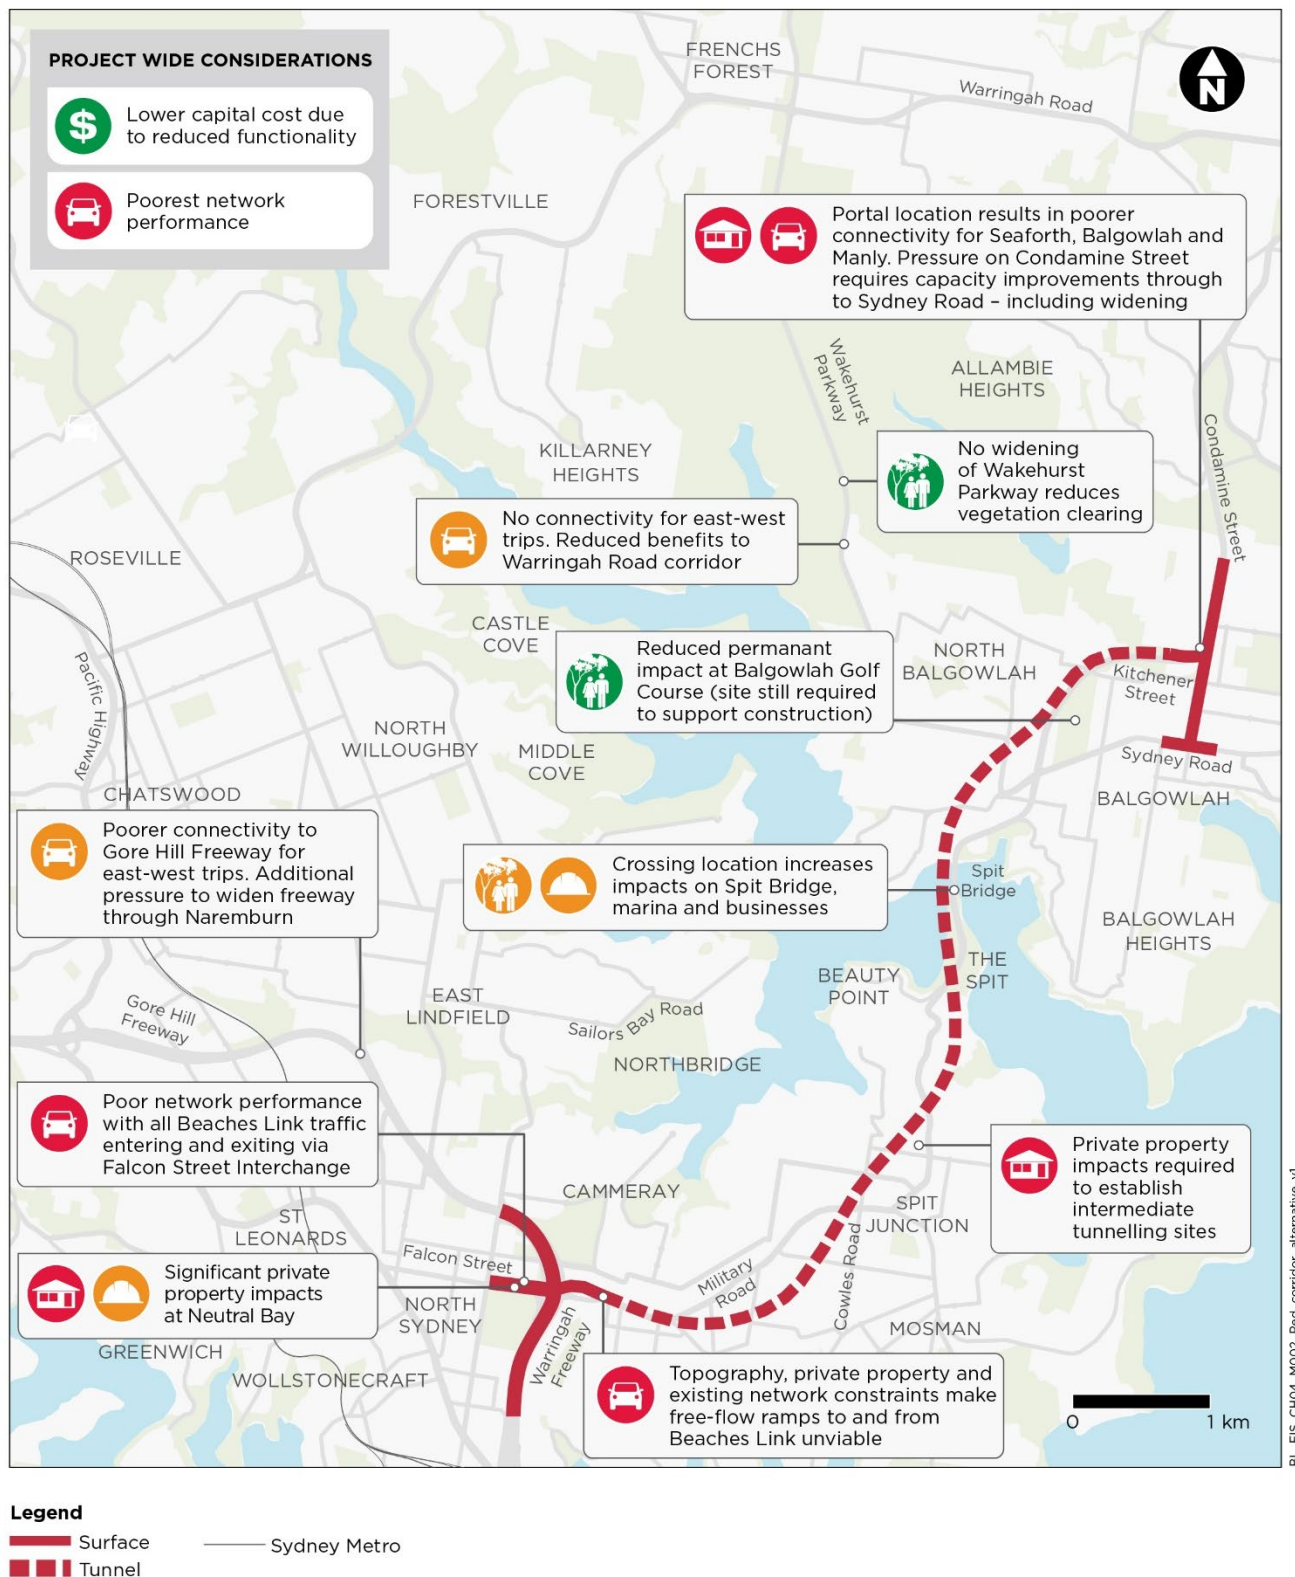 PROJECT WIDE CONSIDERATIONS
$
Lower capital cost due
to reduced functionality
Poorest network
performance
FRENCHS
FOREST
Warringah Road
N
FORESTVILLE
Portal location results in poorer
connectivity for Seaforth, Balgowlah and
Manly. Pressure on Condamine Street
requires capacity improvements through
to Sydney Road – including widening
Wakehurst
Parkway
ALLAMBIE
HEIGHTS
Condamine Street
KILLARNEY
HEIGHTS
No widening
of Wakehurst
Parkway reduces
vegetation clearing
No connectivity for east-west
trips. Reduced benefits to
Warringah Road corridor
ROSEVILLE
CASTLE
COVE
Reduced permanant
impact at Balgowlah Golf
Course (site still required
to support construction)
NORTH
BALGOWLAH
Kitchener
Street
Pacific Highway
NORTH
WILLOUGHBY
MIDDLE
COVE
Sydney Road
CHATSWOOD
BALGOWLAH
Poorer connectivity to
Gore Hill Freeway for
east-west trips. Additional
pressure to widen freeway
through Naremburn
Crossing location increases
impacts on Spit Bridge,
marina and businesses
Spit
Bridge
BALGOWLAH
HEIGHTS
THE
SPIT
BEAUTY
POINT
Gore Hill
Freeway
EAST
LINDFIELD
Sailors Bay Road
NORTHBRIDGE
Poor network performance
with all Beaches Link traffic
entering and exiting via
Falcon Street Interchange
Private property
impacts required
to establish
intermediate
tunnelling sites
CAMMERAY
SPIT
JUNCTION
ST
LEONARDS
Falcon Street
Significant private
property impacts
at Neutral Bay
Military
Road
Cowles Road
NORTH
SYDNEY
Warringah
Freeway
MOSMAN
GREENWICH
WOLLSTONECRAFT
Topography, private property and
existing network constraints make
free-flow ramps to and from
Beaches Link unviable
0 1 km
BL_EIS_CH04_M002_Red_corridor_alternative_v1
Legend
Surface
Sydney Metro
Tunnel